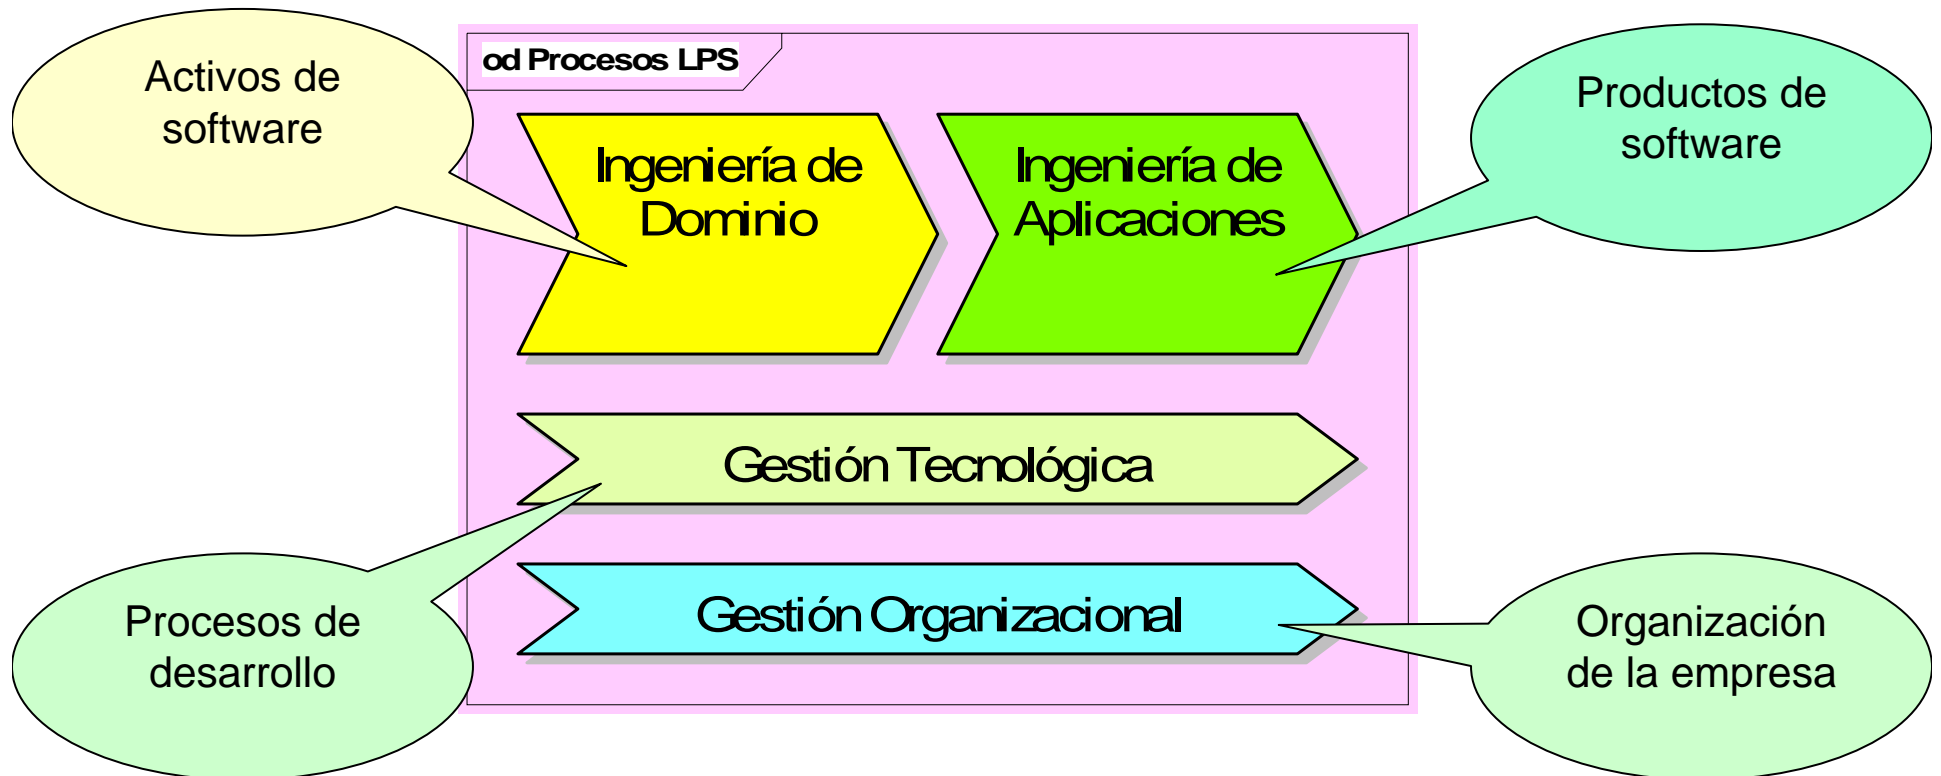 od Procesos LPS
Activos de
software
Productos de
software
Ingeniería de
Dominio
Ingeniería de
Aplicaciones
Gestión Tecnológica
Gestión Organizacional
Procesos de
desarrollo
Organización
de la empresa